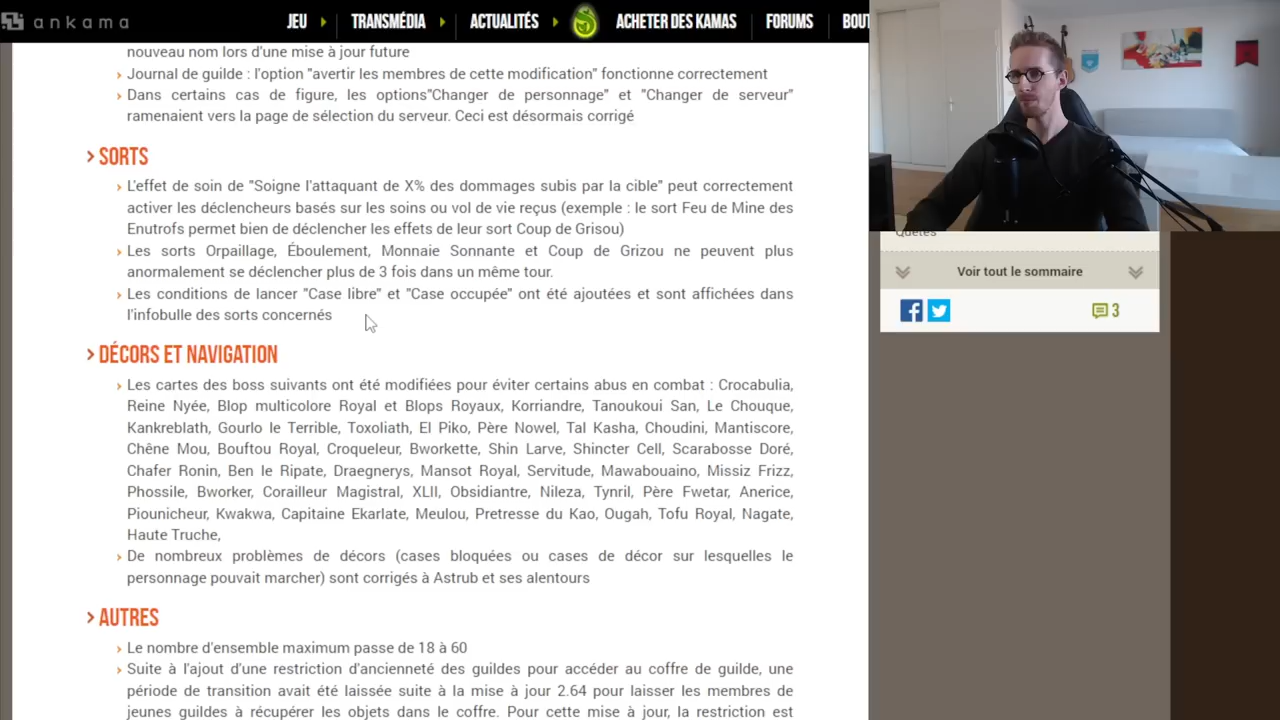 ankama
JEU TRANSMÉDIA ACTUALITÉS ACHETER DES KAMAS FORUMS BOUT
nouveau nom lors d'une mise à jour future
Journal de guilde : l'option "avertir les membres de cette modification" fonctionne correctement
Dans certains cas de figure, les options"Changer de personnage" et "Changer de serveur"
ramenaient vers la page de sélection du serveur. Ceci est désormais corrigé
> SORTS
L'effet de soin de "Soigne l'attaquant de X% des dommages subis par la cible" peut correctement
activer les déclencheurs basés sur les soins ou vol de vie reçus (exemple : le sort Feu de Mine des
Enutrofs permet bien de déclencher les effets de leur sort Coup de Grisou)
Les sorts Orpaillage, Éboulement, Monnaie Sonnante et Coup de Grizou ne peuvent plus
anormalement se déclencher plus de 3 fois dans un même tour.
Les conditions de lancer "Case libre" et "Case occupée" ont été ajoutées et sont affichées dans
l'infobulle des sorts concernés
> DÉCORS ET NAVIGATION
Les cartes des boss suivants ont été modifiées pour éviter certains abus en combat : Crocabulia,
Reine Nyée, Blop multicolore Royal et Blops Royaux, Korriandre, Tanoukoui San, Le Chouque,
Kankreblath, Gourlo le Terrible, Toxoliath, El Piko, Père Nowel, Tal Kasha, Choudini, Mantiscore,
Chêne Mou, Bouftou Royal, Croqueleur, Bworkette, Shin Larve, Shincter Cell, Scarabosse Doré,
Chafer Ronin, Ben le Ripate, Draegnerys, Mansot Royal, Servitude, Mawabouaino, Missiz Frizz,
Phossile, Bworker, Corailleur Magistral, XLII, Obsidiantre, Nileza, Tynril, Père Fwetar, Anerice,
Piounicheur, Kwakwa, Capitaine Ekarlate, Meulou, Pretresse du Kao, Ougah, Tofu Royal, Nagate,
Haute Truche,
De nombreux problèmes de décors (cases bloquées ou cases de décor sur lesquelles le
personnage pouvait marcher) sont corrigés à Astrub et ses alentours
> AUTRES
Le nombre d'ensemble maximum passe de 18 à 60
Suite à l'ajout d'une restriction d'ancienneté des guildes pour accéder au coffre de guilde, une
période de transition avait été laissée suite à la mise à jour 2.64 pour laisser les membres de
jeunes guildes à récupérer les objets dans le coffre. Pour cette mise à jour, la restriction est
Quêtes
Voir tout le sommaire
3